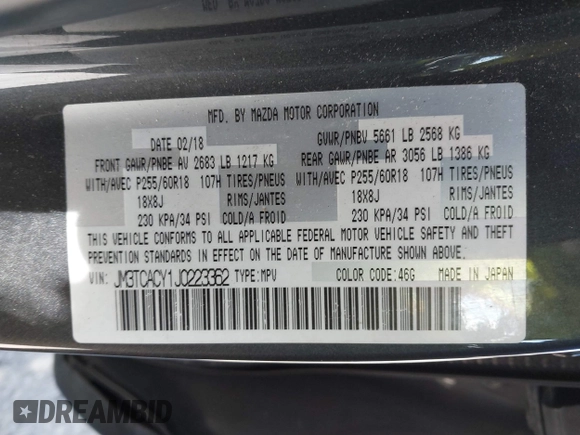 MFD. BY MAZDA MOTOR CORPORATION
DATE 02/18
GVWR/PNBV 5661 LB 2568 KG
FRONT GAWR/PNBE AV 2683 LB 1217 KG
REAR GAWR/PNBE AR 3056 LB 1386 KG
WITH/AVEC P255/60R18 107H TIRES/PNEUS
WITH/AVEC P255/60R18 107H TIRES/PNEUS
18X8J RIMS/JANTES
18X8J RIMS/JANTES
230 KPA/34 PSI COLD/A FROID
230 KPA/34 PSI COLD/A FROID
THIS VEHICLE CONFORMS TO ALL APPLICABLE FEDERAL MOTOR VEHICLE SAFETY AND THEFT
PREVENTION STANDARDS IN EFFECT ON THE DATE OF MANUFACTURE SHOWN ABOVE.
VIN: JM3TCACY1J0223362 TYPE:MPV COLOR CODE:46G MADE IN JAPAN
DREAMBID